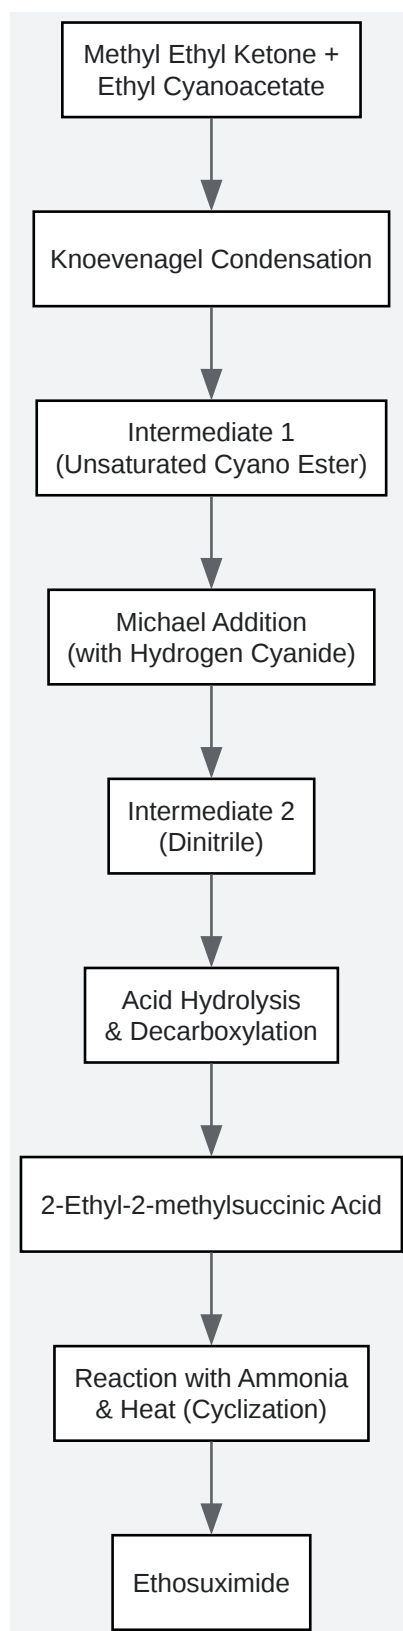 Methyl Ethyl Ketone +
Ethyl Cyanoacetate
Knoevenagel Condensation
Intermediate 1
(Unsaturated Cyano Ester)
Michael Addition
(with Hydrogen Cyanide)
Intermediate 2
(Dinitrile)
Acid Hydrolysis
& Decarboxylation
2-Ethyl-2-methylsuccinic Acid
Reaction with Ammonia
& Heat (Cyclization)
Ethosuximide